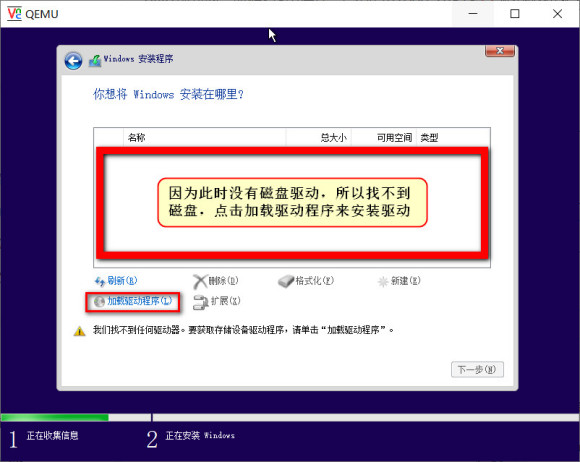 QEMU
Windows 安装程序
你想将 Windows 安装在哪里?
名称 总大小 可用空间 类型
因为此时没有磁盘驱动，所以找不到
磁盘，点击加载驱动程序来安装驱动
刷新(R) 删除(D) 格式化(F) 新建(E)
加载驱动程序(L) 扩展(X)
我们找不到任何驱动器。要获取存储设备驱动程序，请单击“加载驱动程序”。
下一步(N)
1 正在收集信息 2 正在安装 Windows